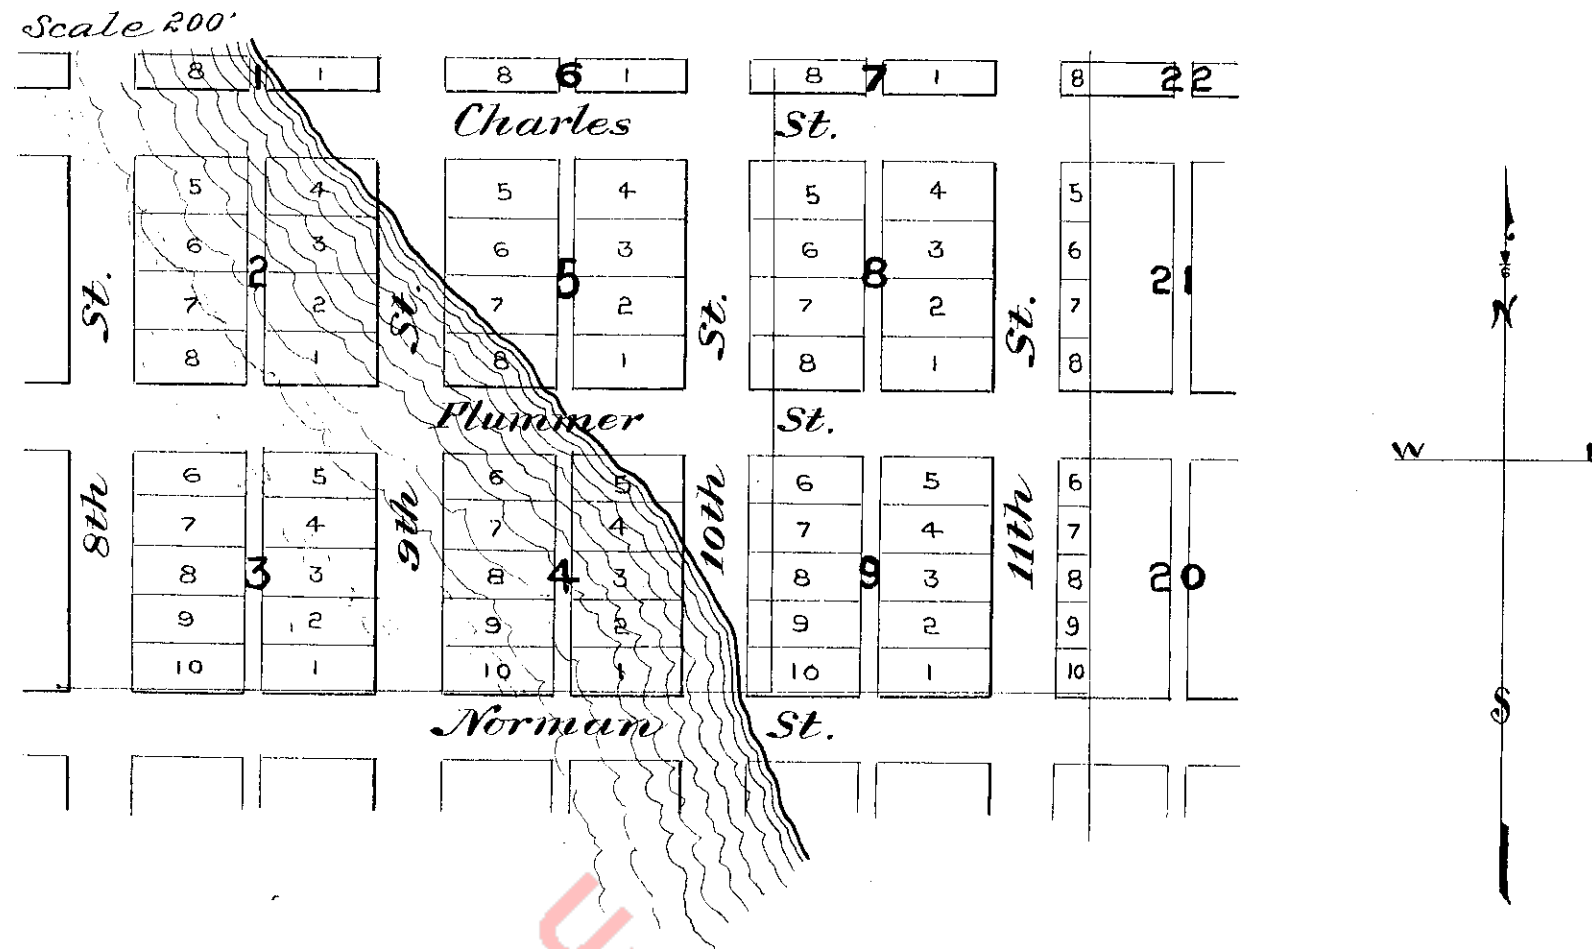 Scale 200'
8 1 1 8 6 1 8 7 1 8 22
Charles St.
5 4 5 4 5 4 5
6 3 6 3 6 3 6
2 5 8 21
7 2 7 2 7 2 7
8 1 8 1 8 1 8
St. St. St. St.
Plummer St.
6 5 6 5 6 5 6
7 4 7 4 7 4 7
8th 9th 10th 11th
8 3 3 8 4 3 8 9 3 8 20
9 2 9 2 9 2 9
10 1 10 1 10 1 10
Norman St.
N
W
S
U